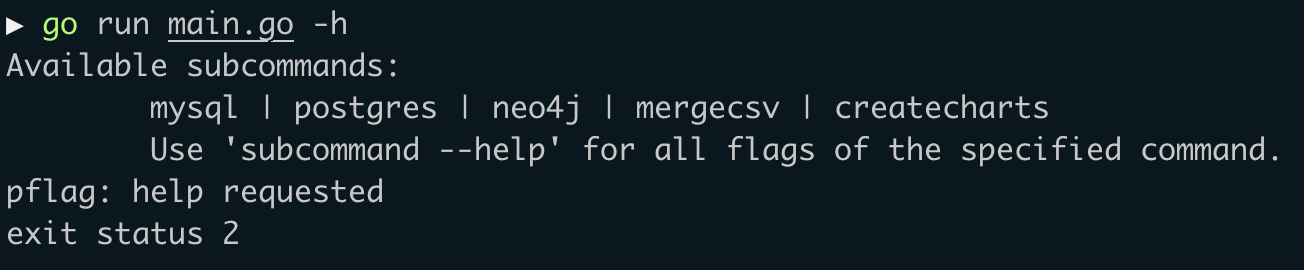 ▶ go run main.go -h
Available subcommands:
mysql | postgres | neo4j | mergecsv | createcharts
Use 'subcommand --help' for all flags of the specified command.
pflag: help requested
exit status 2